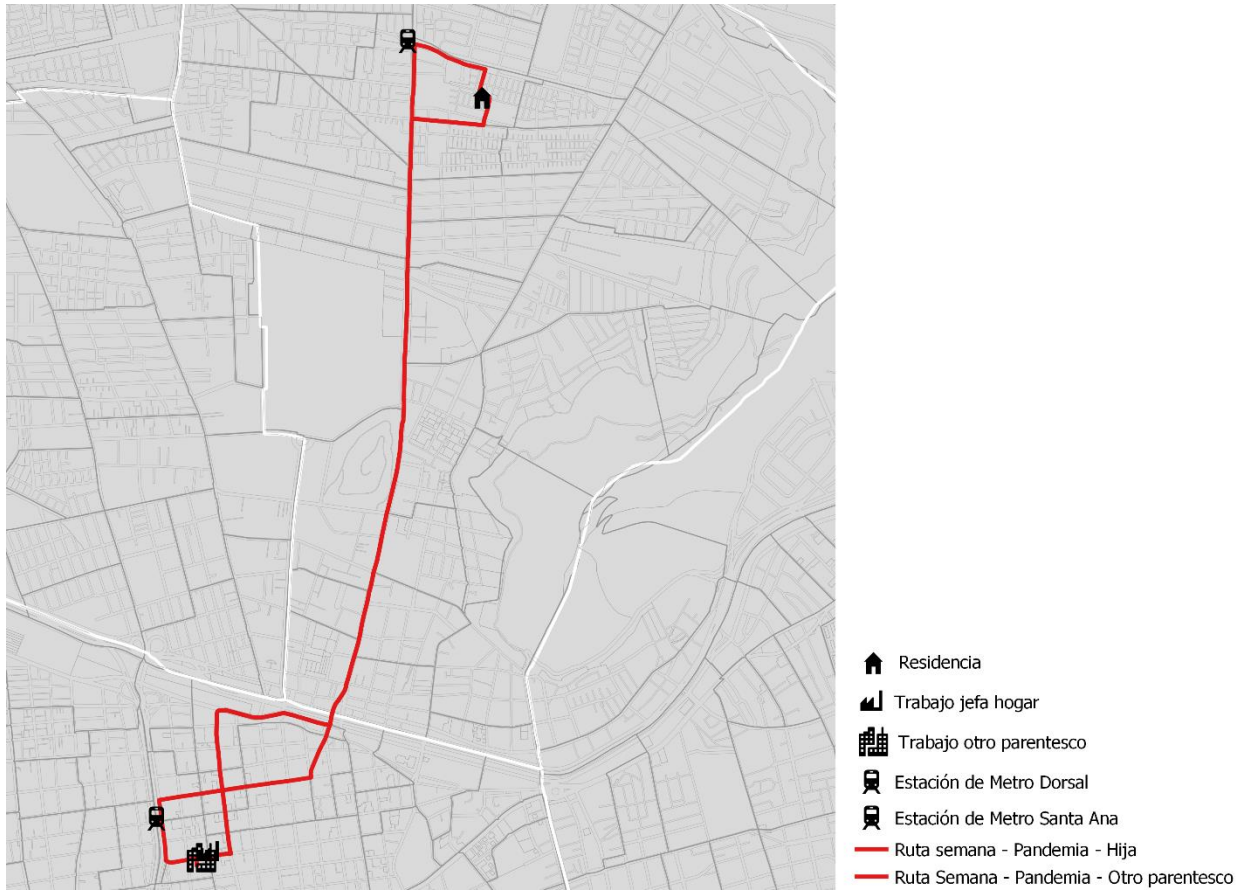 Residencia
Trabajo jefa hogar
Trabajo otro parentesco
Estación de Metro Dorsal
Estación de Metro Santa Ana
Ruta semana - Pandemia - Hija
Ruta Semana - Pandemia - Otro parentesco